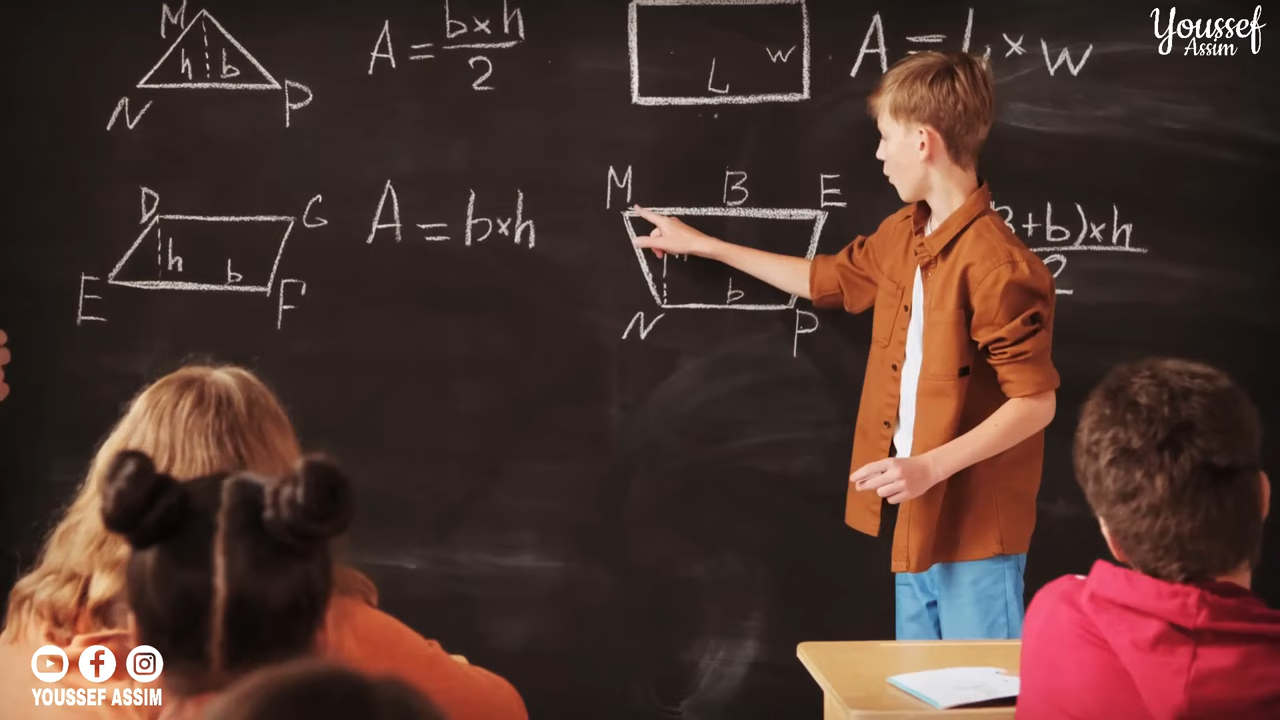 M
h b
N P
A = b×h
2
L w
A = L × w
D G
h
b
E F
A = b×h
M B E
h
b
N P
B+b)×h
2
Youssef
Assim
YOUSSEF ASSIM